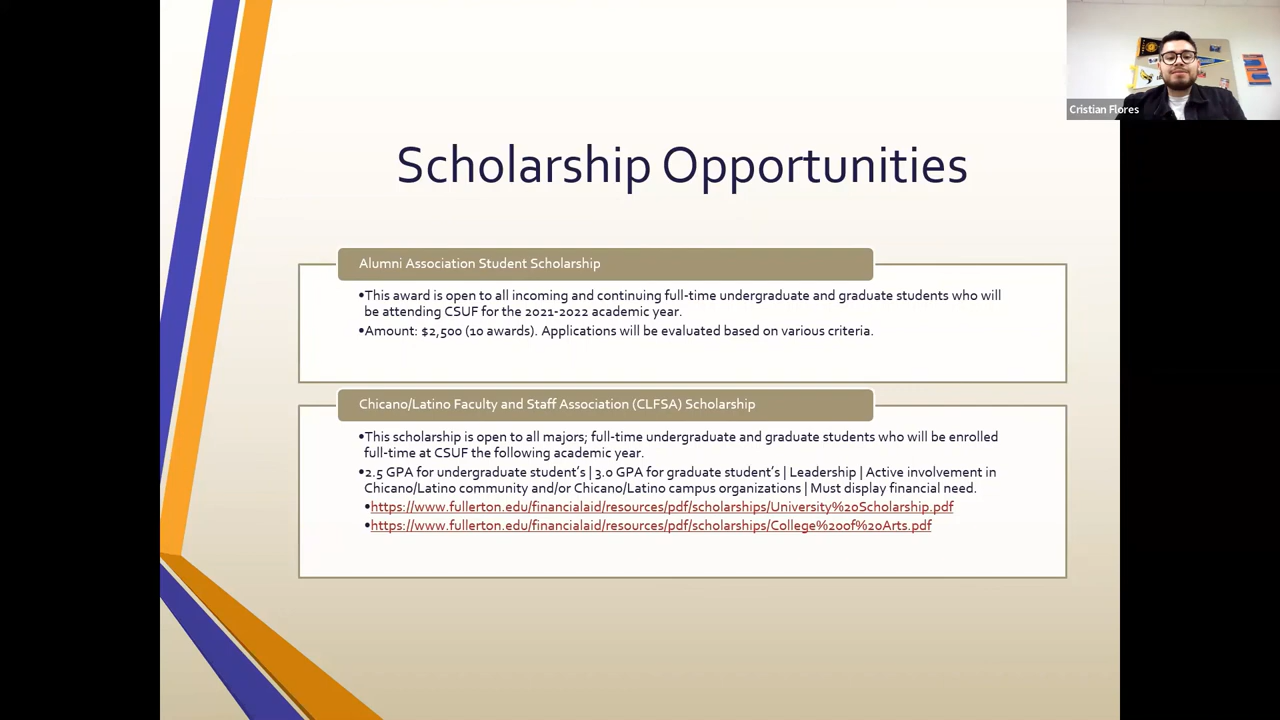 Cristian Flores
Scholarship Opportunities
Alumni Association Student Scholarship
•This award is open to all incoming and continuing full-time undergraduate and graduate students who will
be attending CSUF for the 2021-2022 academic year.
•Amount: $2,500 (10 awards). Applications will be evaluated based on various criteria.
Chicano/Latino Faculty and Staff Association (CLFSA) Scholarship
•This scholarship is open to all majors; full-time undergraduate and graduate students who will be enrolled
full-time at CSUF the following academic year.
•2.5 GPA for undergraduate student’s | 3.0 GPA for graduate student’s | Leadership | Active involvement in
Chicano/Latino community and/or Chicano/Latino campus organizations | Must display financial need.
•https://www.fullerton.edu/financialaid/resources/pdf/scholarships/University%20Scholarship.pdf
•https://www.fullerton.edu/financialaid/resources/pdf/scholarships/College%20of%20Arts.pdf